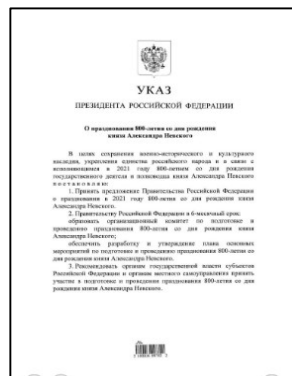 УКАЗ
ПРЕЗИДЕНТА РОССИЙСКОЙ ФЕДЕРАЦИИ
О праздновании 800-летия со дня рождения
князя Александра Невского
В целях сохранения военно-исторического и культурного
наследия, укрепления единства российского народа и в связи с
исполняющимся в 2021 году 800-летием со дня рождения
государственного деятеля и полководца князя Александра Невского
постановляю:
1. Принять предложение Правительства Российской Федерации
о праздновании в 2021 году 800-летия со дня рождения князя
Александра Невского.
2. Правительству Российской Федерации в 6-месячный срок:
образовать организационный комитет по подготовке и
проведению празднования 800-летия со дня рождения князя
Александра Невского;
обеспечить разработку и утверждение плана основных
мероприятий по подготовке и проведению празднования 800-летия со
дня рождения князя Александра Невского.
3. Рекомендовать органам государственной власти субъектов
Российской Федерации и органам местного самоуправления принять
участие в подготовке и проведении празднования 800-летия со дня
рождения князя Александра Невского.